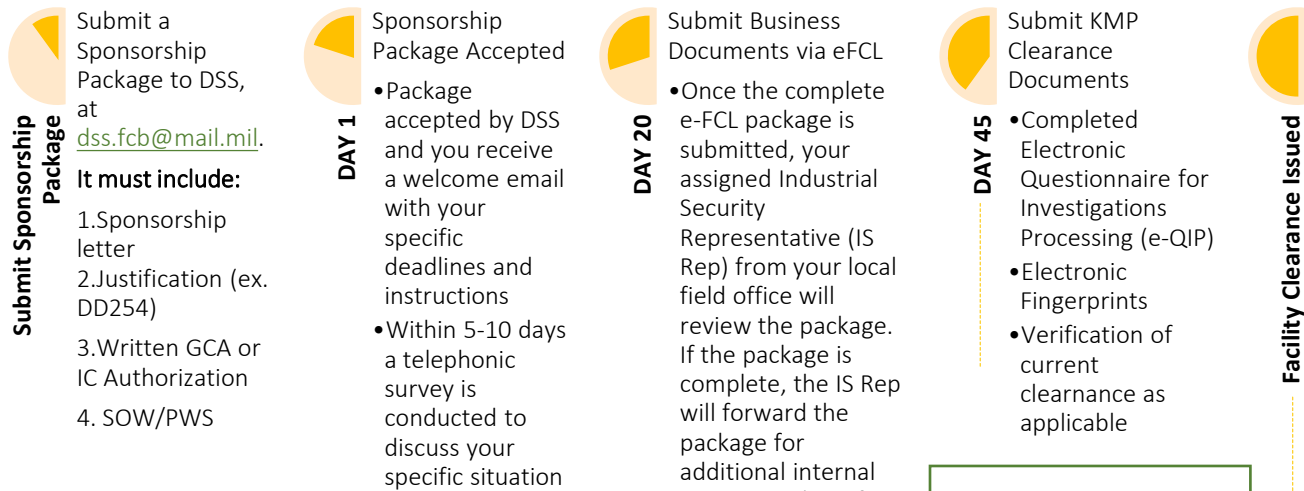 Submit Sponsorship
Package
Submit a
Sponsorship
Package to DSS,
at
dss.fcb@mail.mil.
It must include:
1.Sponsorship
letter
2.Justification (ex.
DD254)
3.Written GCA or
IC Authorization
4. SOW/PWS
DAY 1
Sponsorship
Package Accepted
•Package
accepted by DSS
and you receive
a welcome email
with your
specific
deadlines and
instructions
•Within 5-10 days
a telephonic
survey is
conducted to
discuss your
specific situation
DAY 20
Submit Business
Documents via eFCL
•Once the complete
e-FCL package is
submitted, your
assigned Industrial
Security
Representative (IS
Rep) from your local
field office will
review the package.
If the package is
complete, the IS Rep
will forward the
package for
additional internal
DAY 45
Submit KMP
Clearance
Documents
•Completed
Electronic
Questionnaire for
Investigations
Processing (e-QIP)
•Electronic
Fingerprints
•Verification of
current
clearnance as
applicable
Facility Clearance Issued